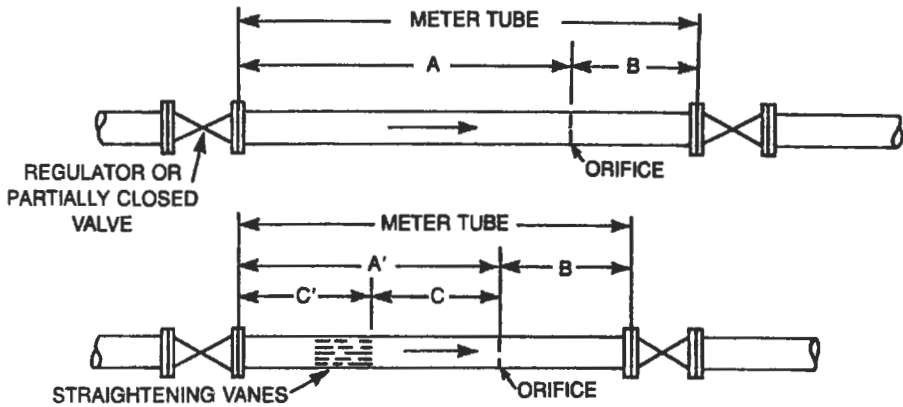 METER TUBE
A
B
REGULATOR OR
PARTIALLY CLOSED
VALVE
ORIFICE
METER TUBE
A'
B
C'
C
STRAIGHTENING VANES
ORIFICE